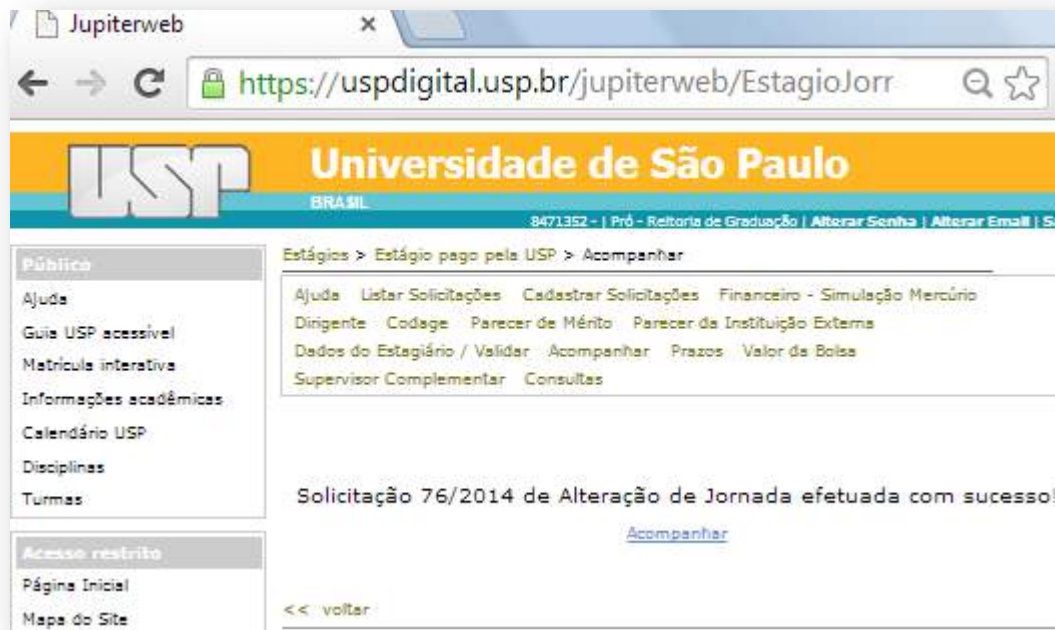 Jupiterweb
https://uspdigital.usp.br/jupiterweb/EstagioJorr
USP
Universidade de São Paulo
BRASIL
8471352 - | Pró - Reitoria de Graduação | Alterar Senha | Alterar Email | S
Público
Ajuda
Guia USP acessível
Matrícula interativa
Informações acadêmicas
Calendário USP
Disciplinas
Turmas
Acesso restrito
Página Inicial
Mapa do Site
Estágios > Estágio pago pela USP > Acompanhar
Ajuda Listar Solicitações Cadastrar Solicitações Financeiro - Simulação Mercúrio
Dirigente Codage Parecer de Mérito Parecer da Instituição Externa
Dados do Estagiário / Validar Acompanhar Prazos Valor da Bolsa
Supervisor Complementar Consultas
Solicitação 76/2014 de Alteração de Jornada efetuada com sucesso!
Acompanhar
<< voltar